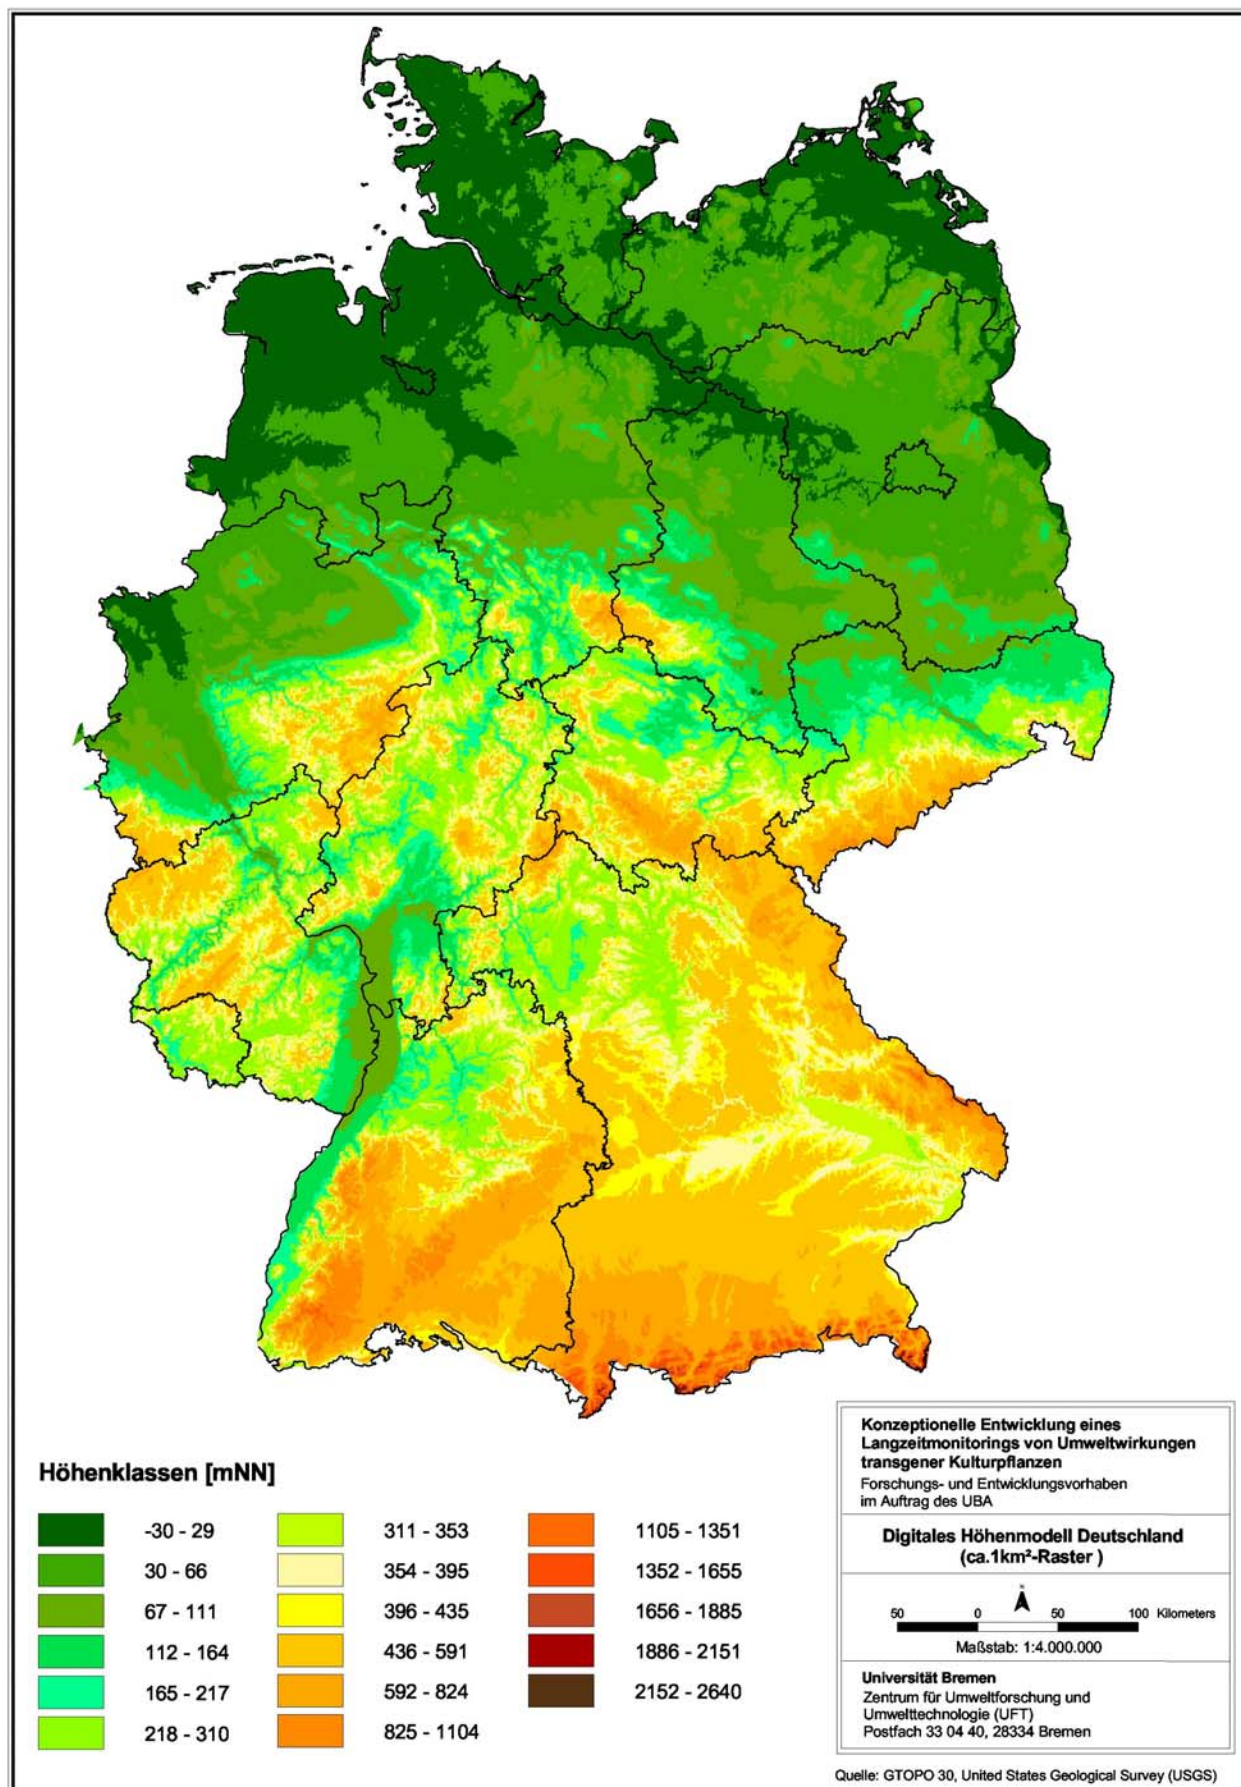 Höhenklassen [mNN]
-30 - 29
30 - 66
67 - 111
112 - 164
165 - 217
218 - 310
311 - 353
354 - 395
396 - 435
436 - 591
592 - 824
825 - 1104
1105 - 1351
1352 - 1655
1656 - 1885
1886 - 2151
2152 - 2640
Konzeptionelle Entwicklung eines
Langzeitmonitorings von Umweltwirkungen
transgener Kulturpflanzen
Forschungs- und Entwicklungsvorhaben
im Auftrag des UBA
Digitales Höhenmodell Deutschland
(ca.1km²-Raster )
N
50 0 50 100 Kilometers
Maßstab: 1:4.000.000
Universität Bremen
Zentrum für Umweltforschung und
Umwelttechnologie (UFT)
Postfach 33 04 40, 28334 Bremen
Quelle: GTOPO 30, United States Geological Survey (USGS)